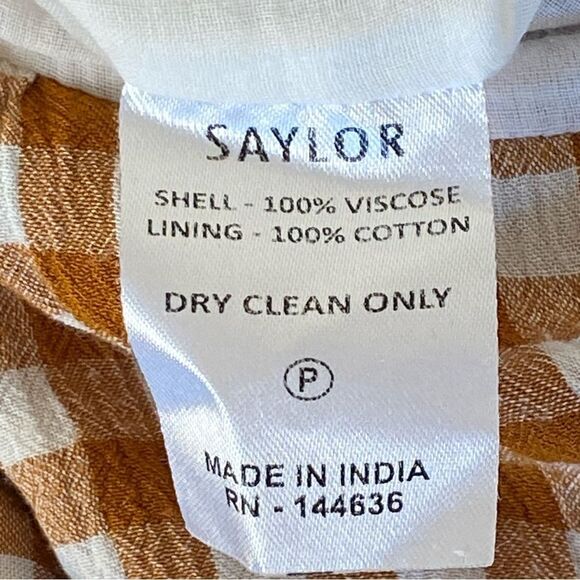 SAYLOR
SHELL - 100% VISCOSE
LINING - 100% COTTON
DRY CLEAN ONLY
P
MADE IN INDIA
RN - 144636